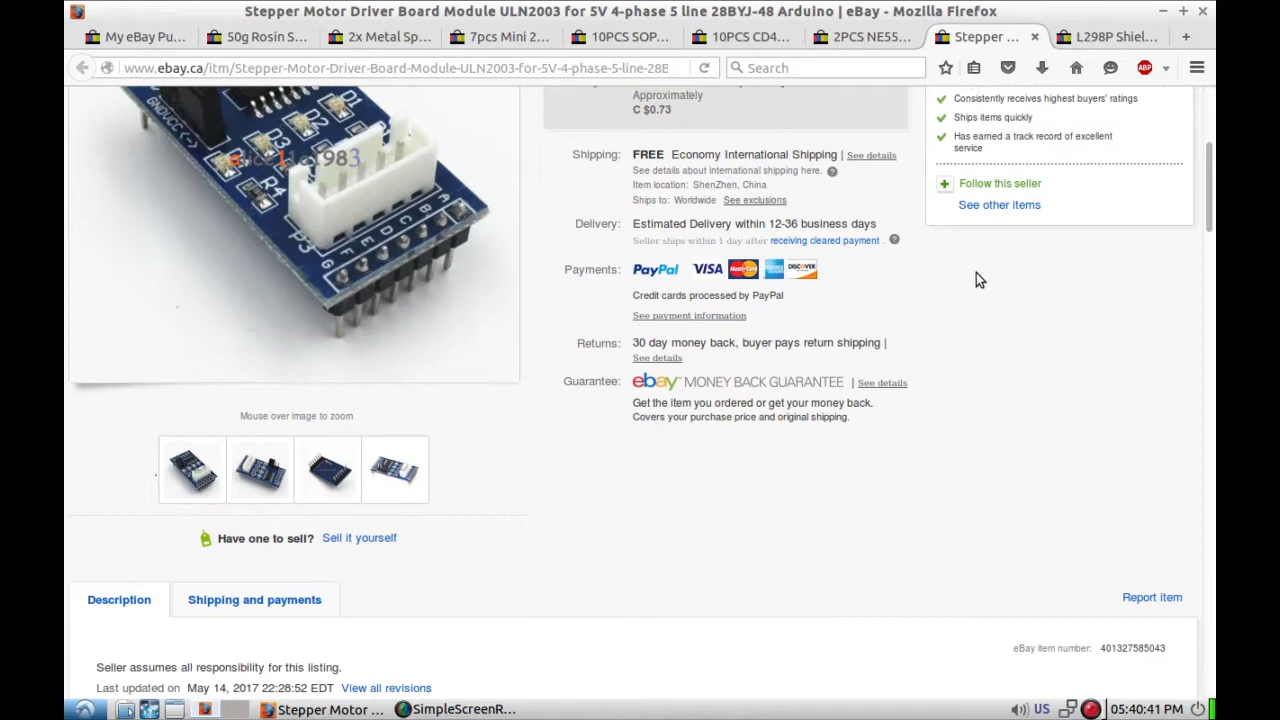 Stepper Motor Driver Board Module ULN2003 for 5V 4-phase 5 line 28BYJ-48 Arduino | eBay - Mozilla Firefox
My eBay Pu...
50g Rosin S...
2x Metal Sp...
7pcs Mini 2...
10PCS SOP...
10PCS CD4...
2PCS NE55...
Stepper ...
L298P Shiel...
www.ebay.ca/itm/Stepper-Motor-Driver-Board-Module-ULN2003-for-5V-4-phase-5-line-28B
Search
ABP
Approximately
C $0.73
Consistently receives highest buyers' ratings
Ships items quickly
Has earned a track record of excellent
service
Follow this seller
See other items
Shipping: FREE Economy International Shipping | See details
See details about international shipping here. ?
Item location: ShenZhen, China
Ships to: Worldwide See exclusions
Delivery: Estimated Delivery within 12-36 business days
Seller ships within 1 day after receiving cleared payment . ?
Payments: PayPal VISA MasterCard DISCOVER
Credit cards processed by PayPal
See payment information
Returns: 30 day money back, buyer pays return shipping |
See details
Guarantee: ebay MONEY BACK GUARANTEE | See details
Get the item you ordered or get your money back.
Covers your purchase price and original shipping.
GNDVCC<->
D1
R2
R3
R4
P3
A
B
C
D
E
F
G
Mouse over image to zoom
Have one to sell? Sell it yourself
Description
Shipping and payments
Report item
eBay item number: 401327585043
Seller assumes all responsibility for this listing.
Last updated on May 14, 2017 22:28:52 EDT View all revisions
Stepper Motor ...
SimpleScreenR...
US
05:40:41 PM